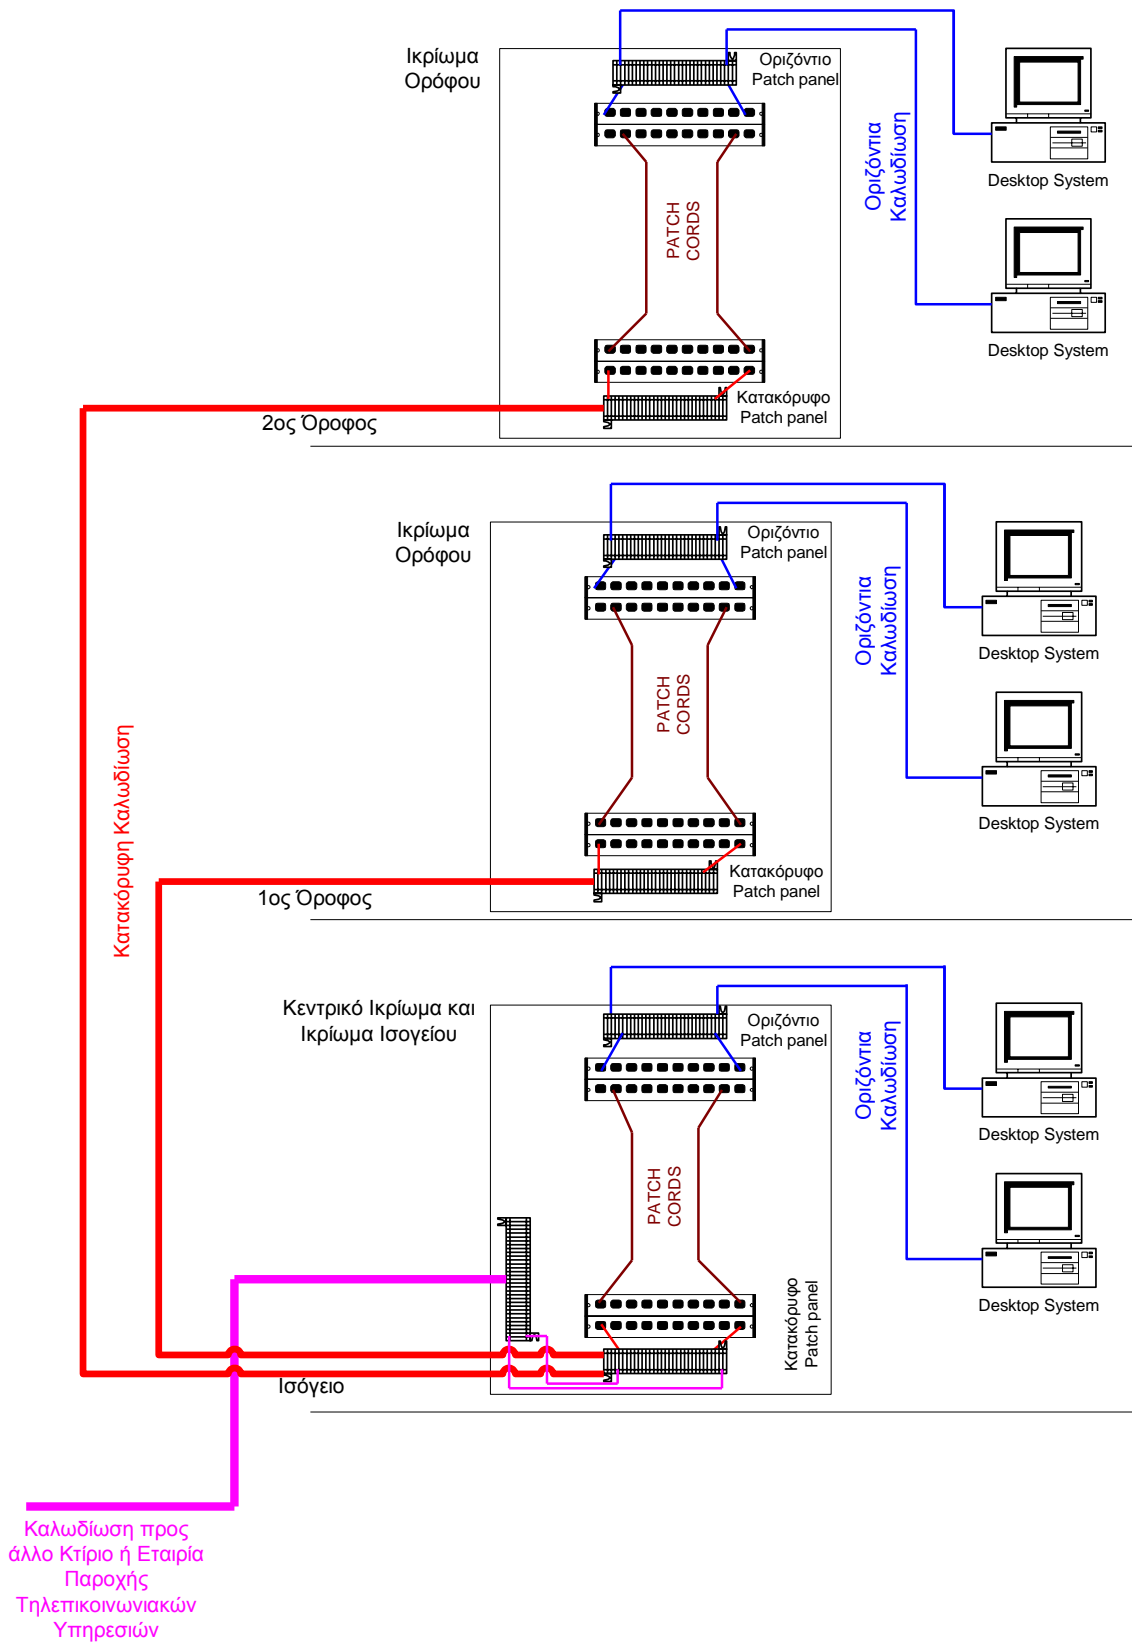 Ικρίωμα
Ορόφου
Οριζόντιο
Patch panel
Οριζόντια
Καλωδίωση
Desktop System
PATCH
CORDS
Desktop System
Κατακόρυφο
Patch panel
2ος Όροφος
Ικρίωμα
Ορόφου
Οριζόντιο
Patch panel
Οριζόντια
Καλωδίωση
Desktop System
PATCH
CORDS
Desktop System
Κατακόρυφη Καλωδίωση
Κατακόρυφο
Patch panel
1ος Όροφος
Κεντρικό Ικρίωμα και
Ικρίωμα Ισογείου
Οριζόντιο
Patch panel
Οριζόντια
Καλωδίωση
Desktop System
PATCH
CORDS
Desktop System
Κατακόρυφο
Patch panel
Ισόγειο
Καλωδίωση προς
άλλο Κτίριο ή Εταιρία
Παροχής
Τηλεπικοινωνιακών
Υπηρεσιών